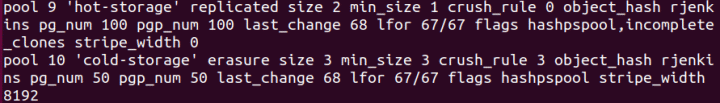 pool 9 'hot-storage' replicated size 2 min_size 1 crush_rule 0 object_hash rjenk
ins pg_num 100 pgp_num 100 last_change 68 lfor 67/67 flags hashpspool,incomplete
_clones stripe_width 0
pool 10 'cold-storage' erasure size 3 min_size 3 crush_rule 3 object_hash rjenki
ns pg_num 50 pgp_num 50 last_change 68 lfor 67/67 flags hashpspool stripe_width
8192